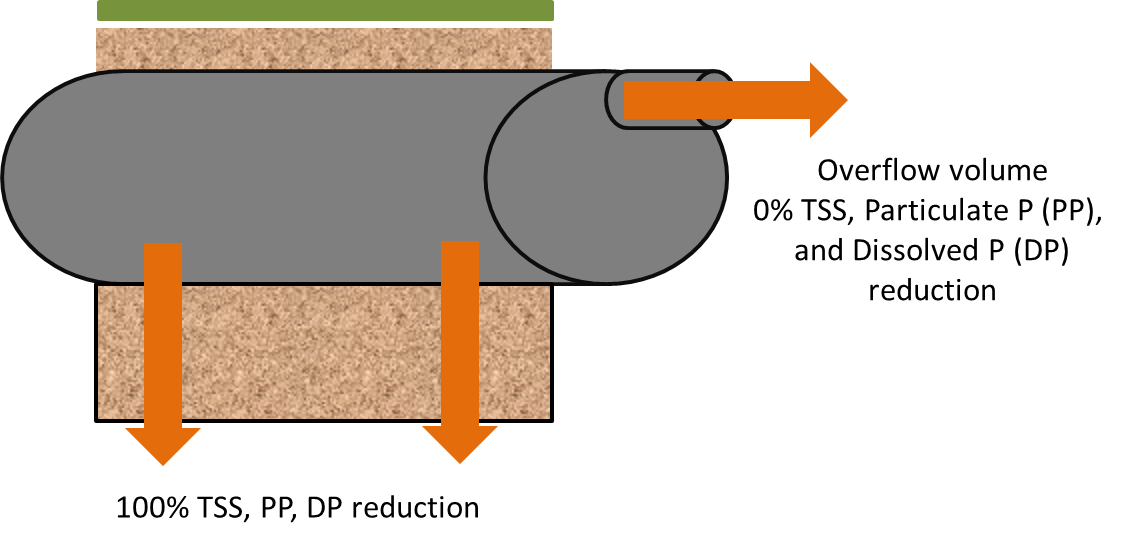 Overflow volume
0% TSS, Particulate P (PP),
and Dissolved P (DP)
reduction
100% TSS, PP, DP reduction